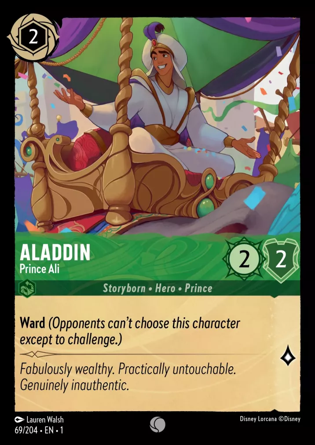 2
ALADDIN
Prince Ali
2
2
Storyborn • Hero • Prince
Ward (Opponents can't choose this character
except to challenge.)
Fabulously wealthy. Practically untouchable.
Genuinely inauthentic.
Lauren Walsh
69/204 • EN • 1
Disney Lorcana ©Disney